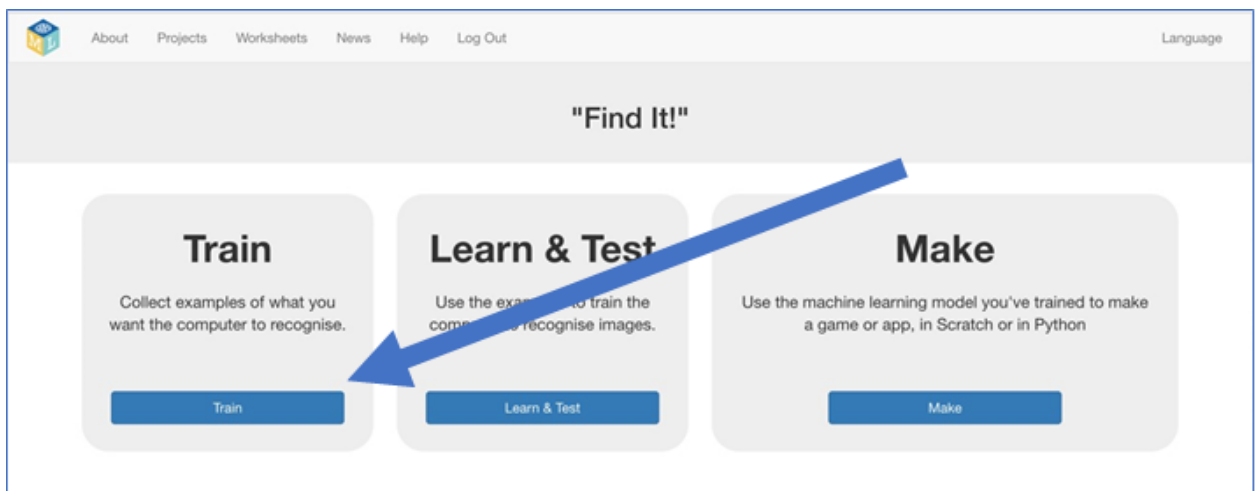 About Projects Worksheets News Help Log Out Language
"Find It!"
Train
Collect examples of what you
want the computer to recognise.
Train
Learn & Test
Use the to train the
recognise images.
Learn & Test
Make
Use the machine learning model you've trained to make
a game or app, in Scratch or in Python
Make